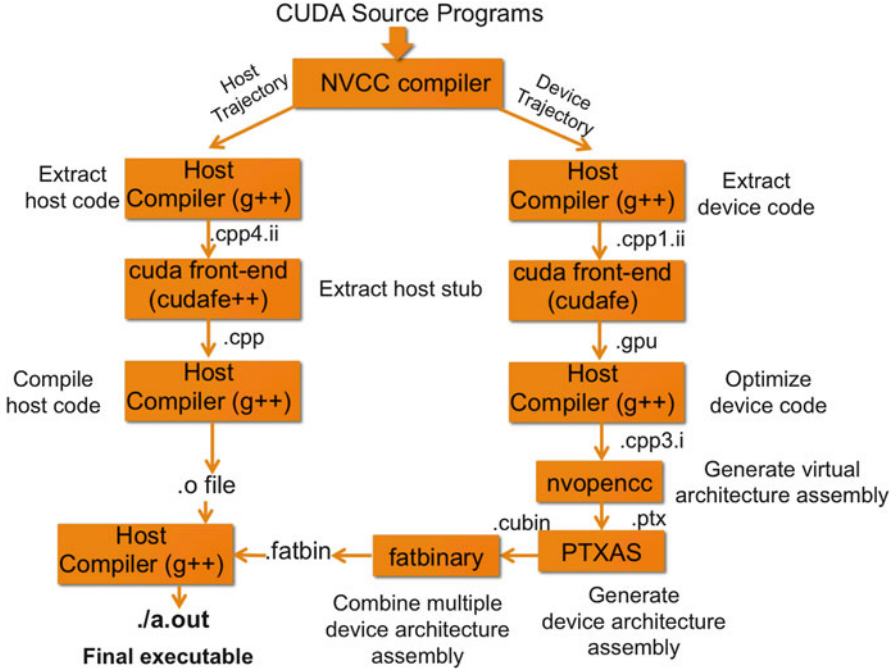 CUDA Source Programs
NVCC compiler
Host
Trajectory
Device
Trajectory
Extract
host code
Host
Compiler (g++)
Host
Compiler (g++)
Extract
device code
.cpp4.ii
.cpp1.ii
cuda front-end
(cudafe++)
Extract host stub
cuda front-end
(cudafe)
.cpp
.gpu
Compile
host code
Host
Compiler (g++)
Host
Compiler (g++)
Optimize
device code
.cpp3.i
.o file
nvopencc
Generate virtual
architecture assembly
.cubin
.ptx
Host
Compiler (g++)
.fatbin
fatbinary
PTXAS
./a.out
Final executable
Combine multiple
device architecture
assembly
Generate
device architecture
assembly